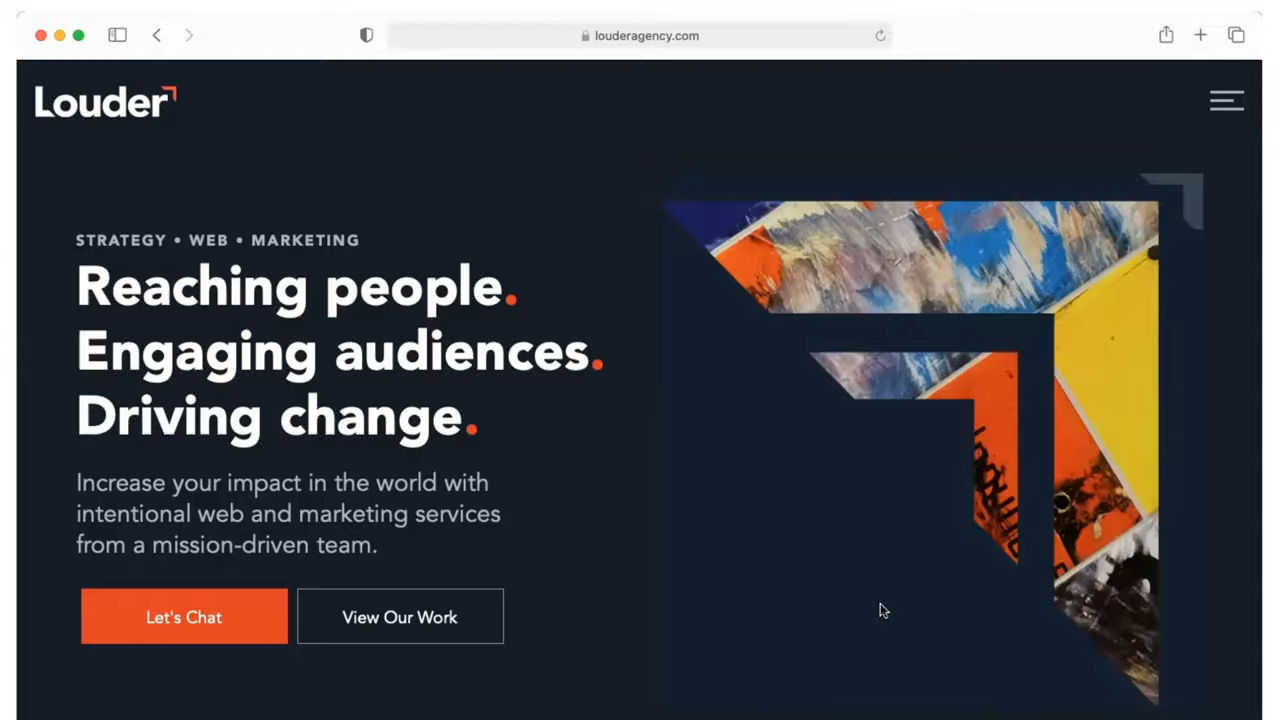 louderagency.com
Louder
STRATEGY • WEB • MARKETING
Reaching people.
Engaging audiences.
Driving change.
Increase your impact in the world with
intentional web and marketing services
from a mission-driven team.
Let's Chat
View Our Work